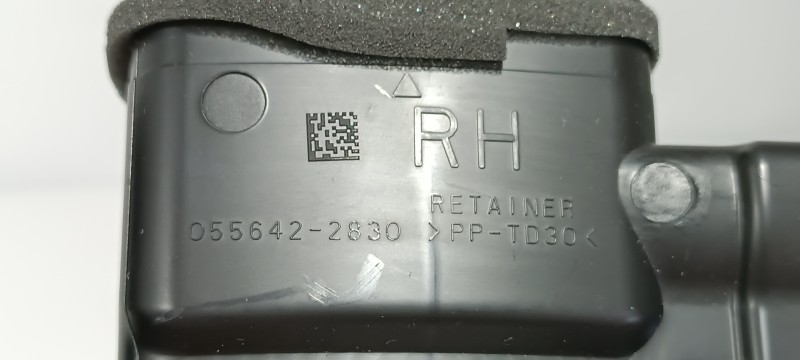 RH
RETAINER
055642-2830 >PP-TD30<